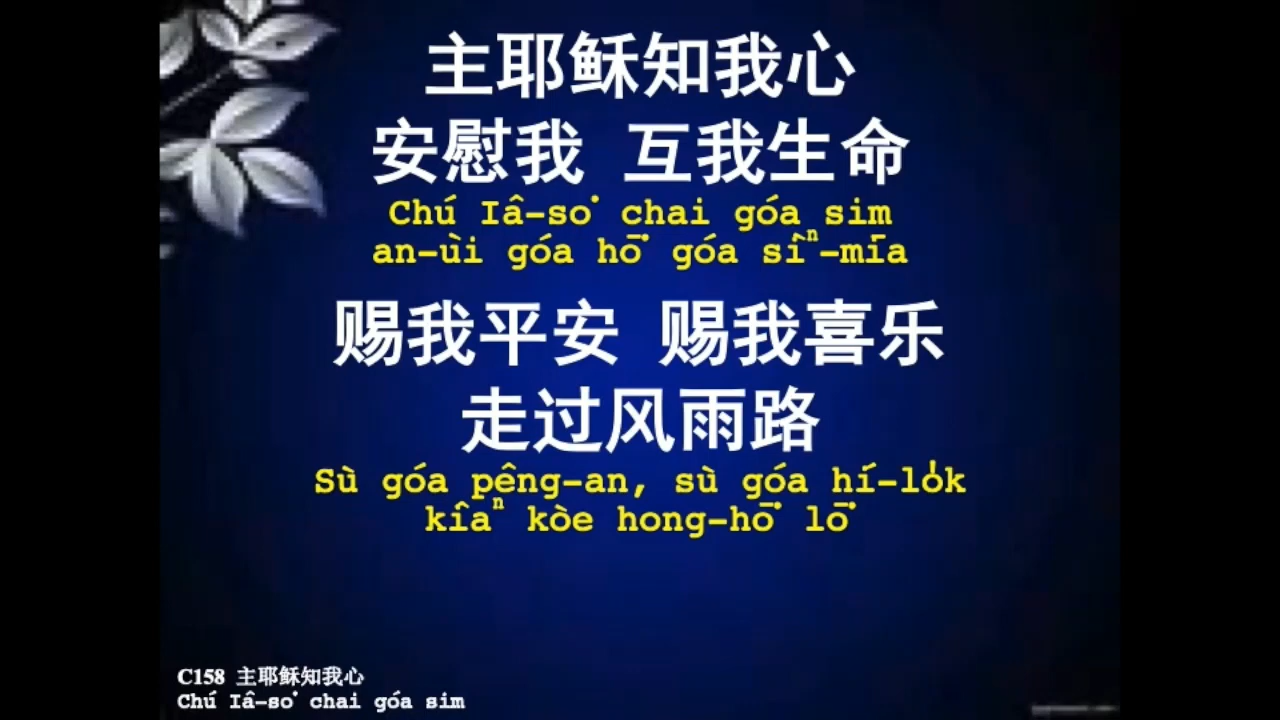 主耶稣知我心
安慰我 互我生命
Chú Iâ-so͘ chai góa sim
an-ùi góa hō͘ góa sîⁿ-mīa
赐我平安 赐我喜乐
走过风雨路
Sù góa pêng-an, sù góa hí-lo̍k
kîaⁿ kòe hong-hō͘ lō͘
C158 主耶稣知我心
Chú Iâ-so͘ chai góa sim